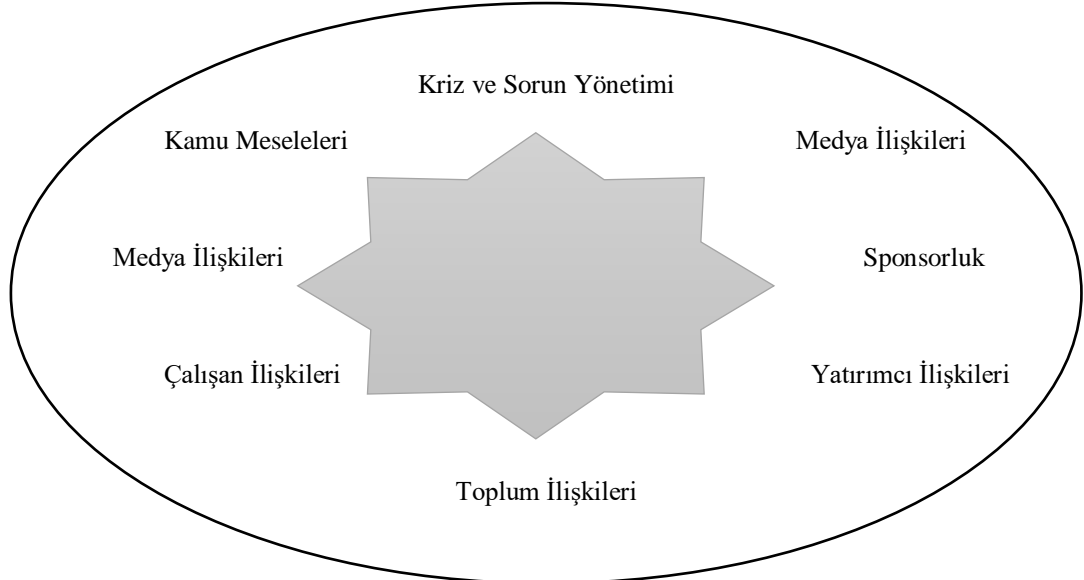 Kriz ve Sorun Yönetimi
Kamu Meseleleri
Medya İlişkileri
Medya İlişkileri
Sponsorluk
Çalışan İlişkileri
Yatırımcı İlişkileri
Toplum İlişkileri